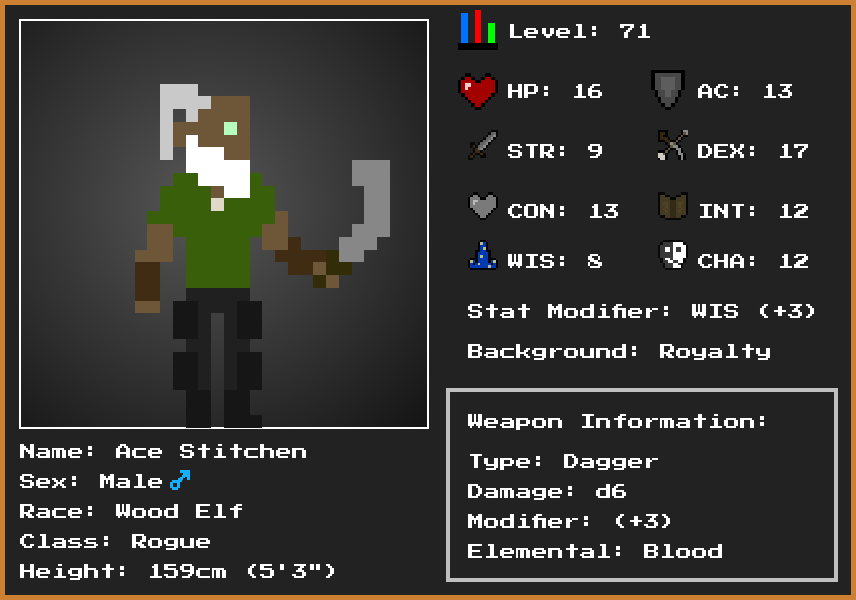 Level: 71
HP: 16
AC: 13
STR: 9
DEX: 17
CON: 13
INT: 12
WIS: 8
CHA: 12
Stat Modifier: WIS (+3)
Background: Royalty
Weapon Information:
Type: Dagger
Damage: d6
Modifier: (+3)
Elemental: Blood
Name: Ace Stitchen
Sex: Male ♂
Race: Wood Elf
Class: Rogue
Height: 159cm (5'3")